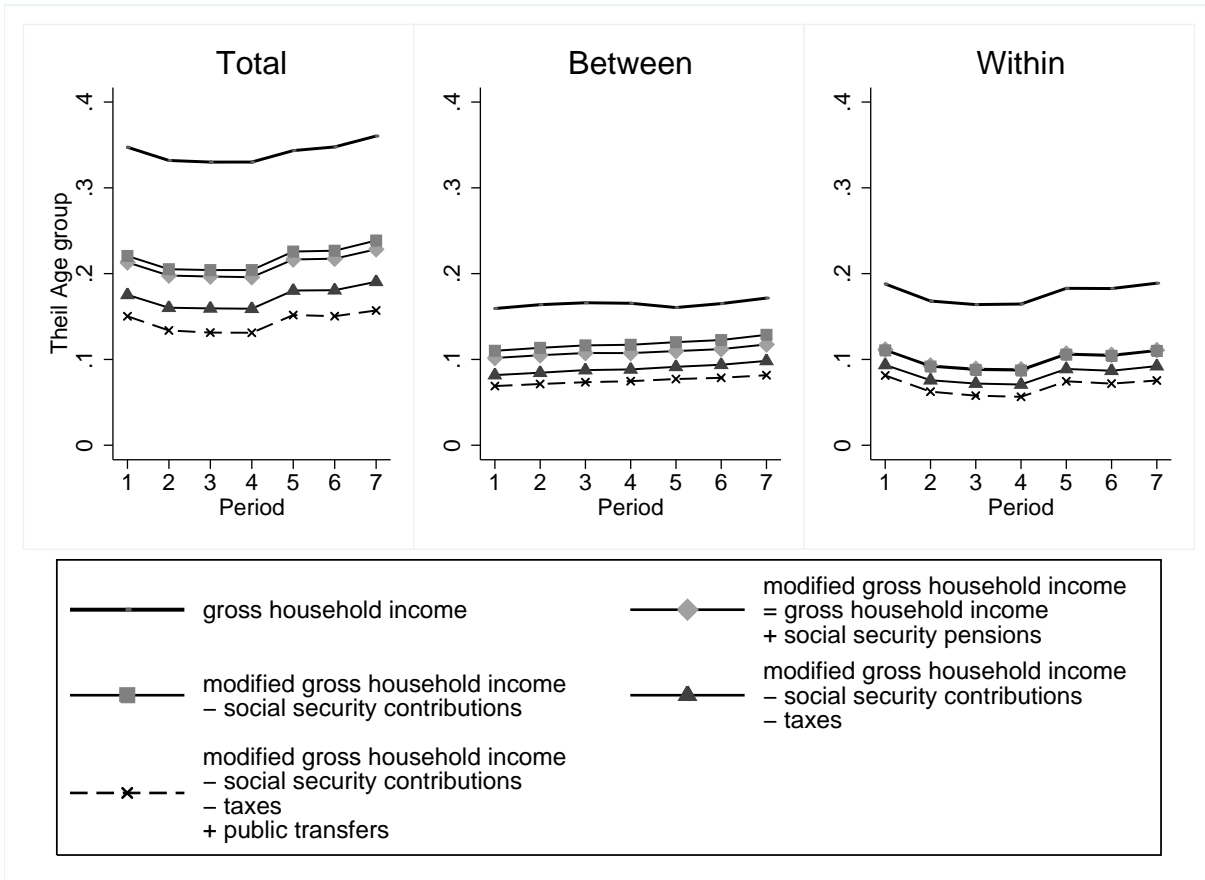 Total
Between
Within
Theil Age group
0 .1 .2 .3 .4
1 2 3 4 5 6 7
Period
0 .1 .2 .3 .4
1 2 3 4 5 6 7
Period
0 .1 .2 .3 .4
1 2 3 4 5 6 7
Period
gross household income
modified gross household income
= gross household income
+ social security pensions
modified gross household income
– social security contributions
modified gross household income
– social security contributions
– taxes
modified gross household income
– social security contributions
– taxes
+ public transfers